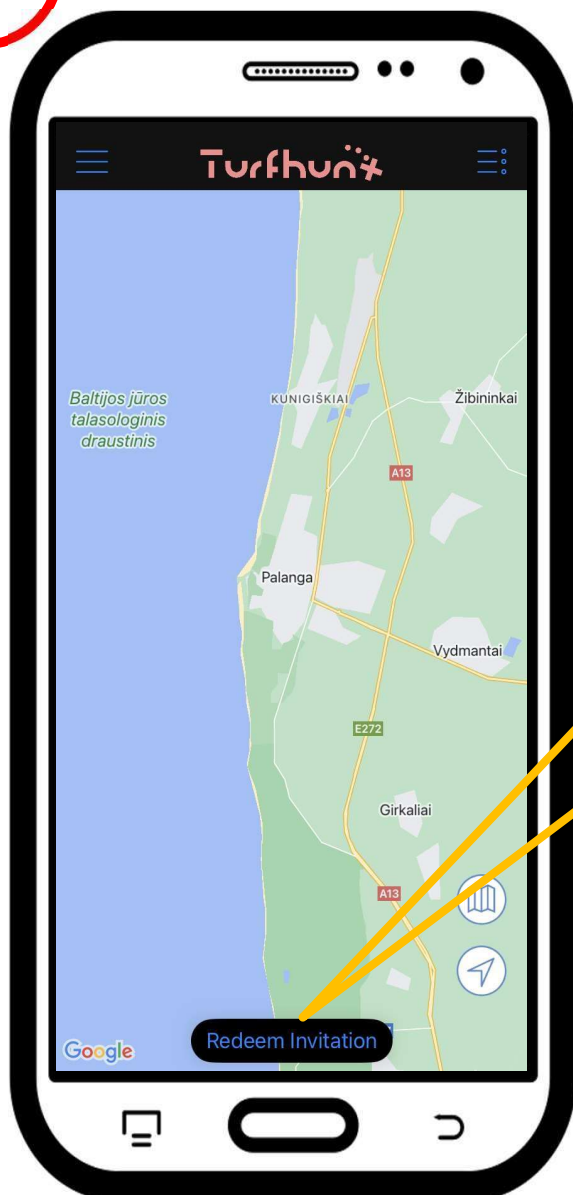 Turfhunt
KUNIGIŠKIAI
Žibininkai
Baltijos jūros
talasologinis
draustinis
A13
Palanga
Vydmantai
E272
Girkaliai
A13
Redeem Invitation
Google